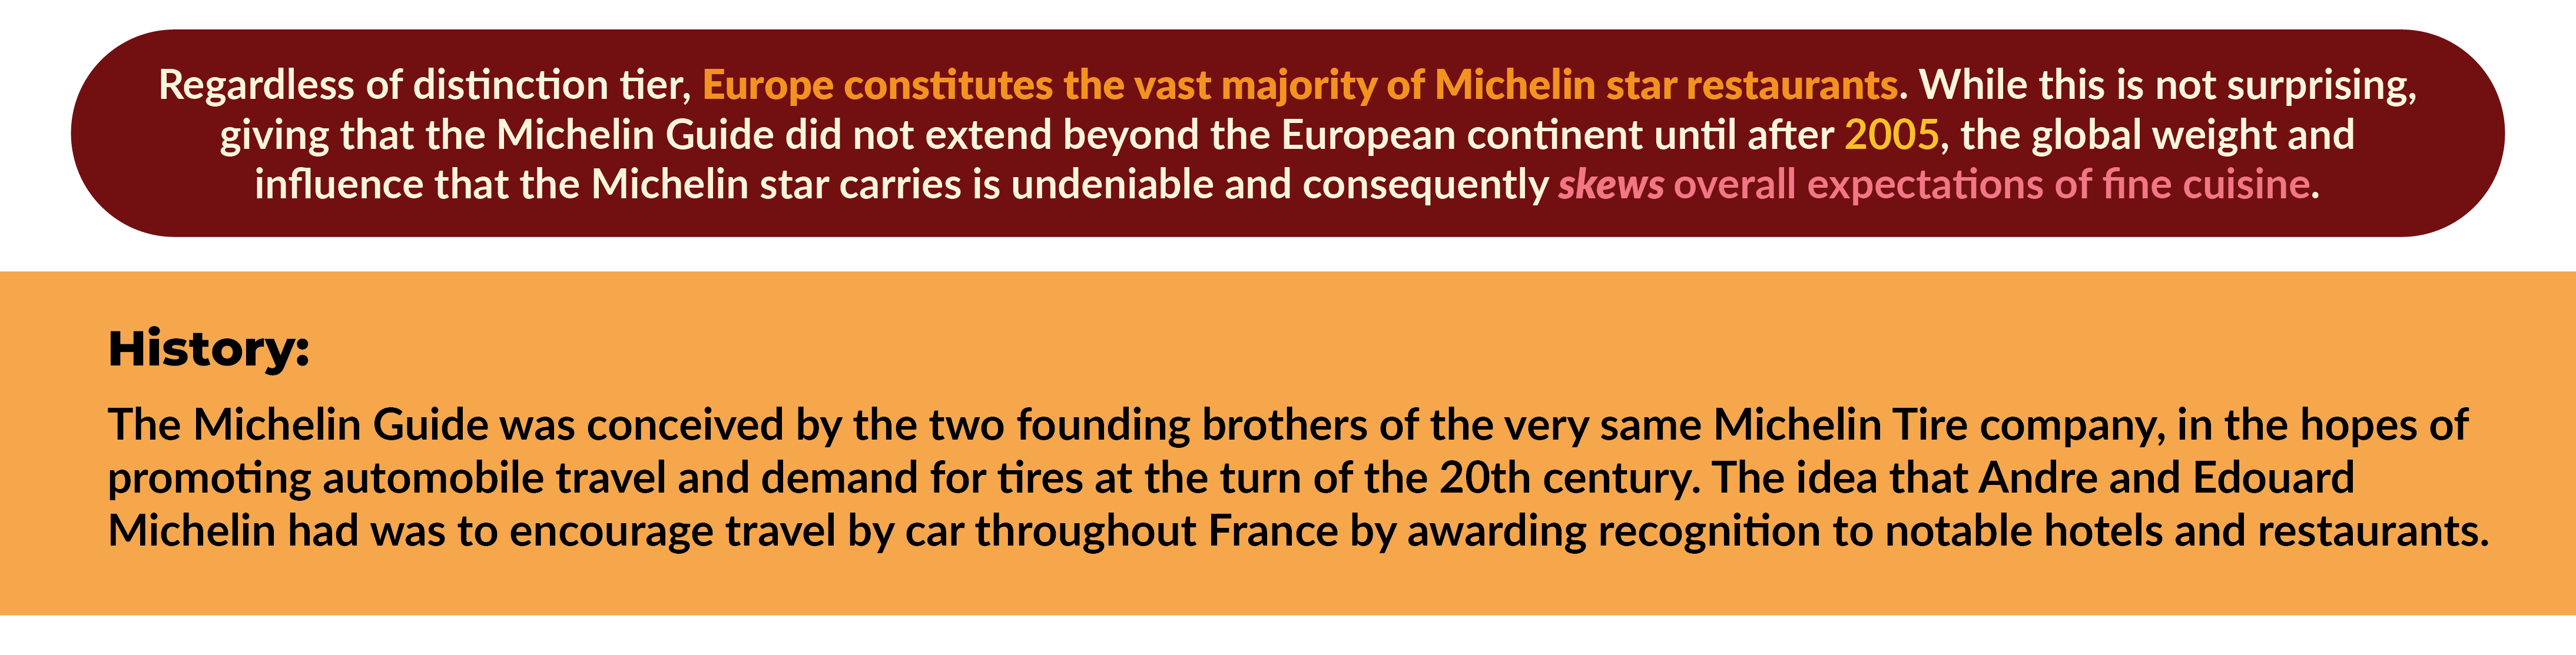 Regardless of distinction tier, Europe constitutes the vast majority of Michelin star restaurants. While this is not surprising,
giving that the Michelin Guide did not extend beyond the European continent until after 2005, the global weight and
influence that the Michelin star carries is undeniable and consequently skews overall expectations of fine cuisine.
History:
The Michelin Guide was conceived by the two founding brothers of the very same Michelin Tire company, in the hopes of
promoting automobile travel and demand for tires at the turn of the 20th century. The idea that Andre and Edouard
Michelin had was to encourage travel by car throughout France by awarding recognition to notable hotels and restaurants.